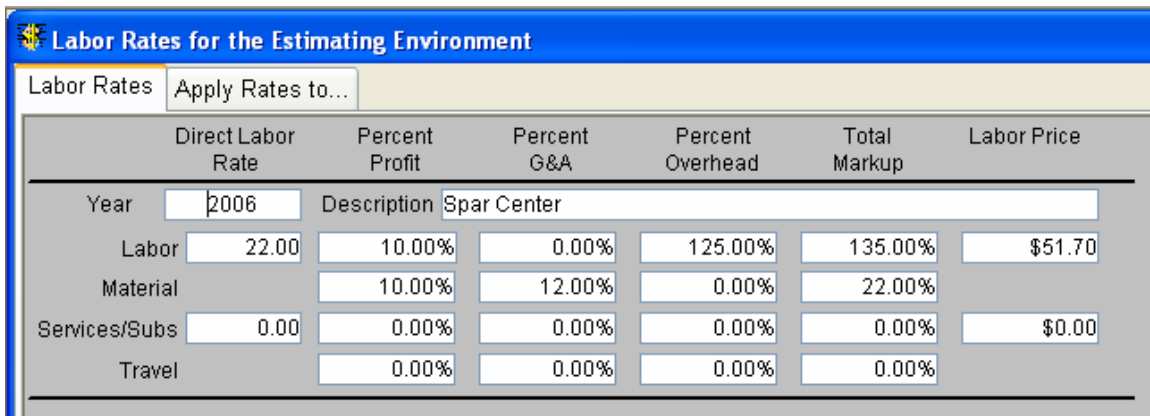 Labor Rates for the Estimating Environment
Labor Rates Apply Rates to...
Direct Labor Percent Percent Percent Total Labor Price
Rate Profit G&A Overhead Markup
Year 2006 Description Spar Center
Labor 22.00 10.00% 0.00% 125.00% 135.00% $51.70
Material 10.00% 12.00% 0.00% 22.00%
Services/Subs 0.00 0.00% 0.00% 0.00% 0.00% $0.00
Travel 0.00% 0.00% 0.00% 0.00%